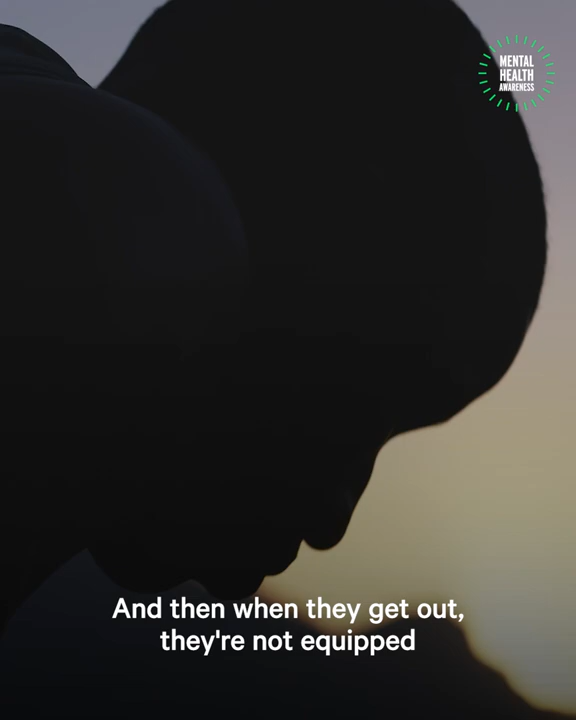 MENTAL
HEALTH
AWARENESS
And then when they get out,
they're not equipped